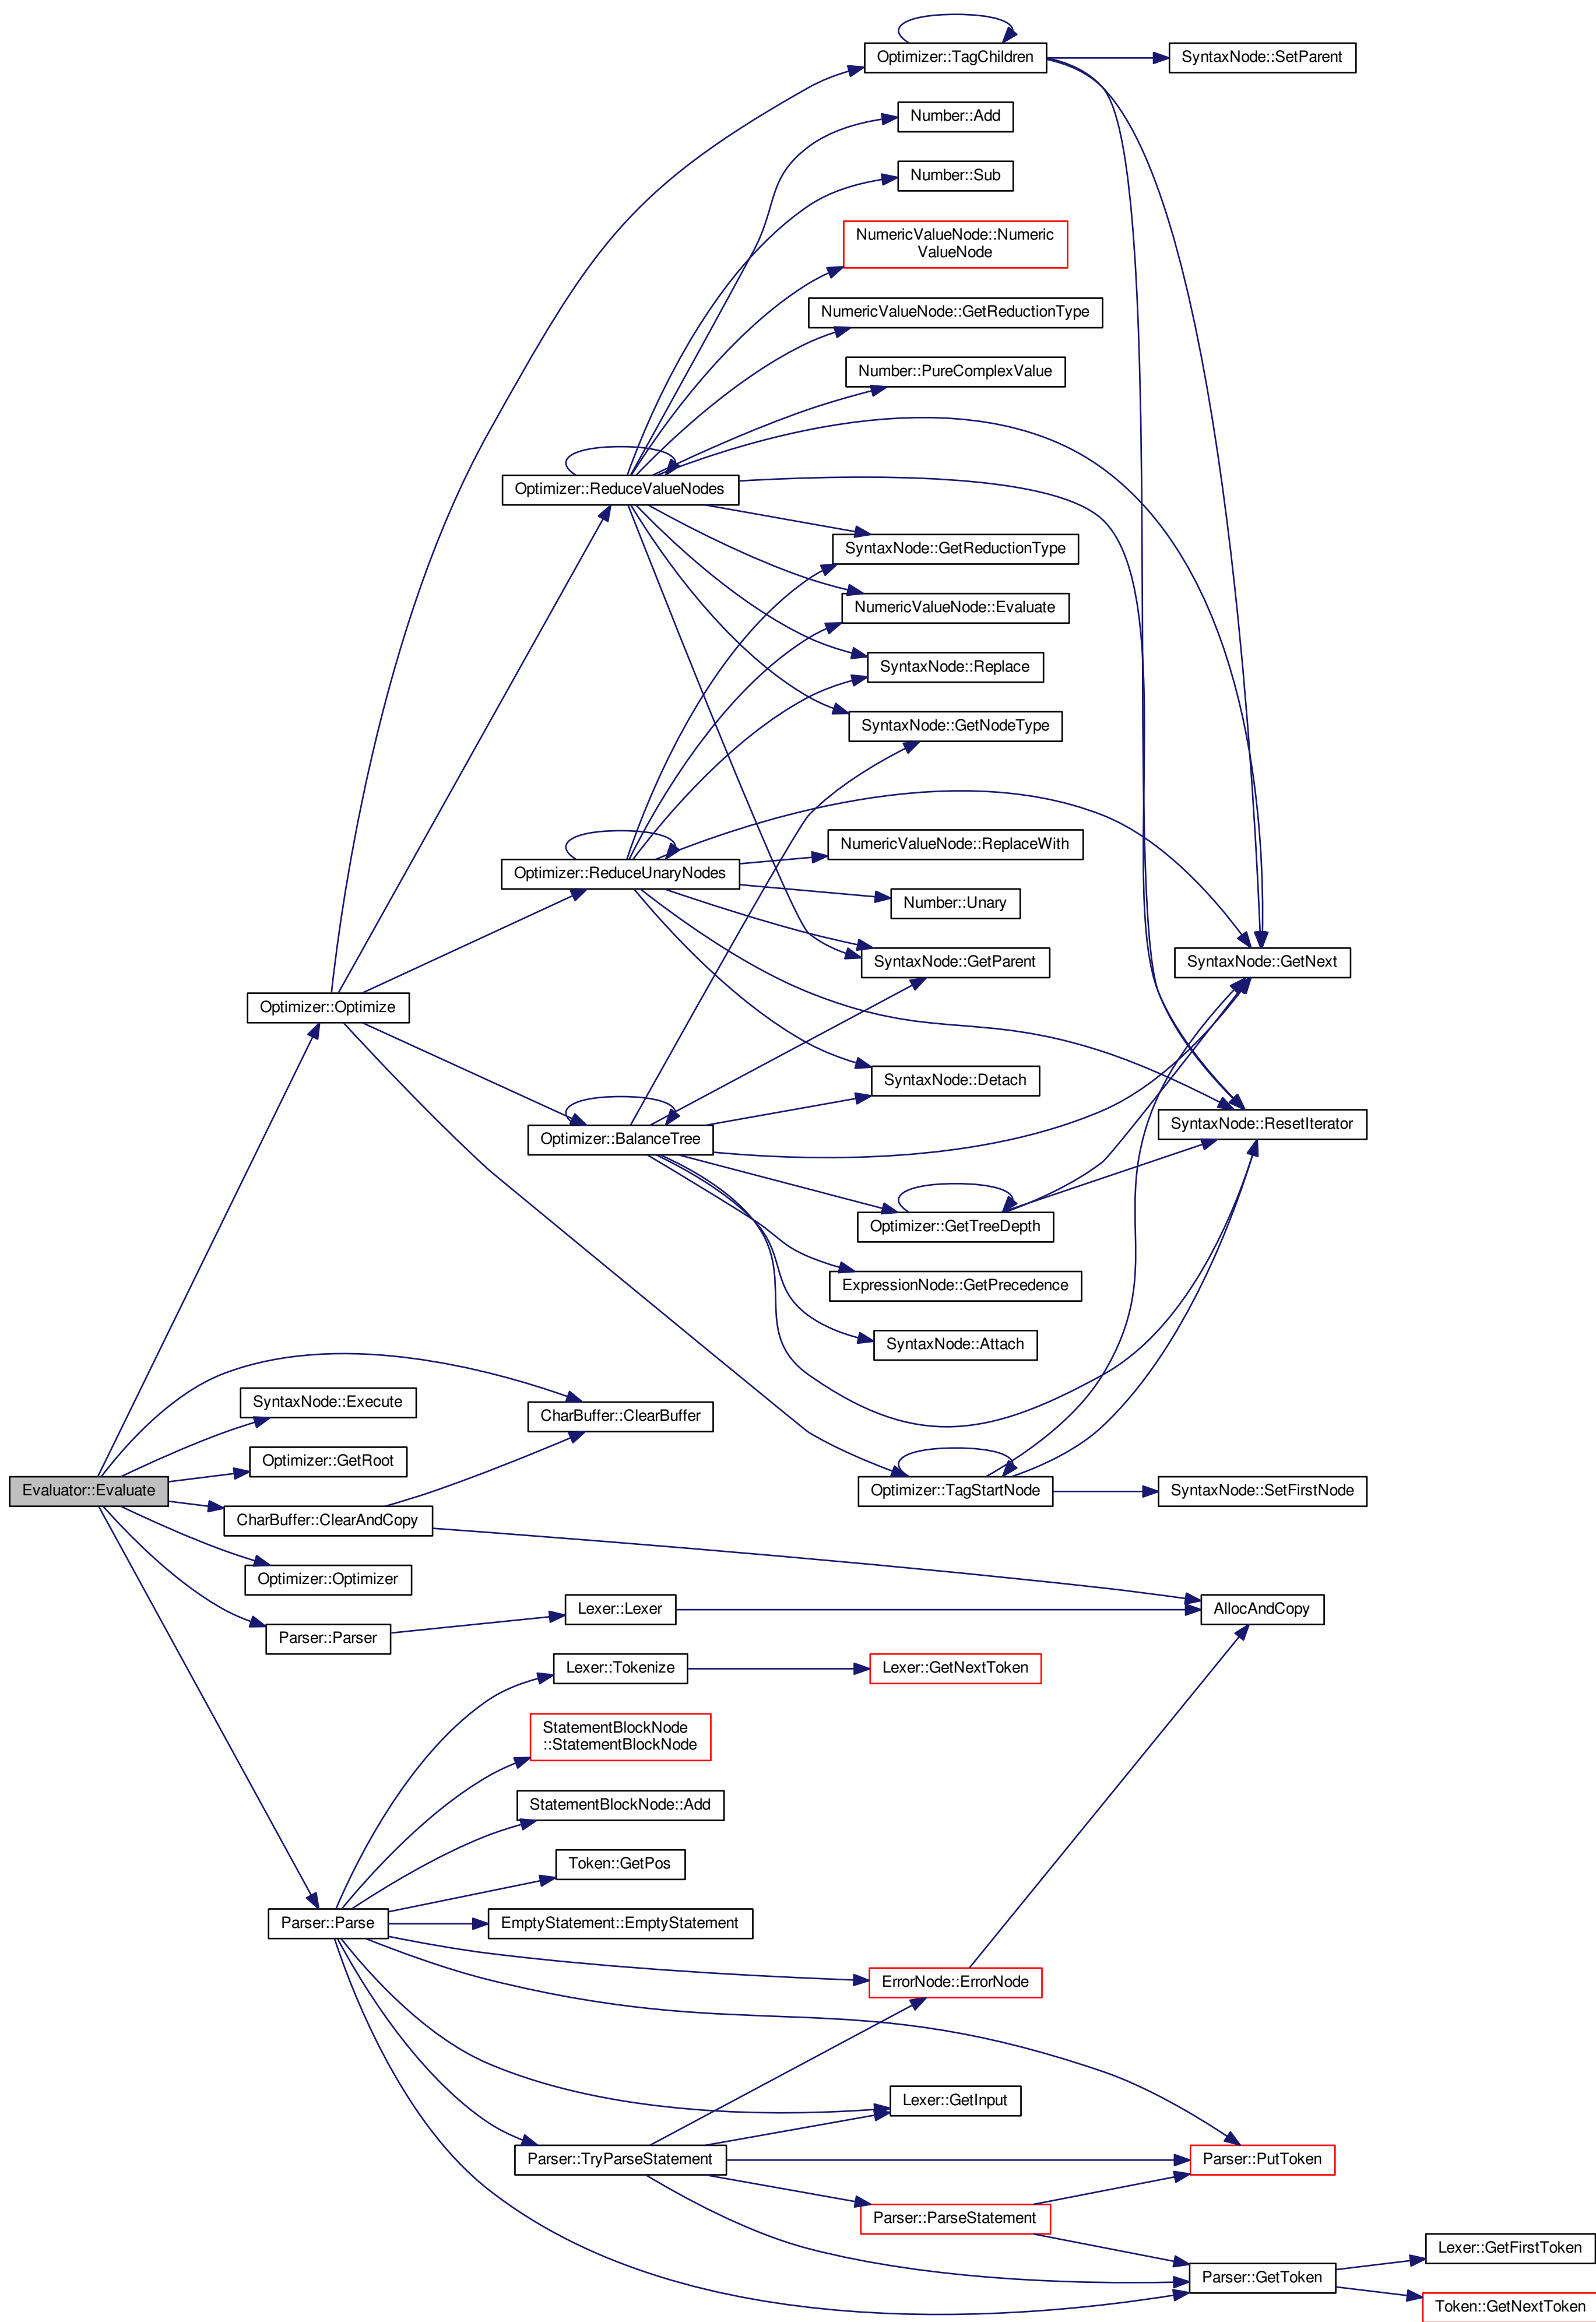 Optimizer::TagChildren
SyntaxNode::SetParent
Number::Add
Number::Sub
NumericValueNode::Numeric
ValueNode
NumericValueNode::GetReductionType
Number::PureComplexValue
Optimizer::ReduceValueNodes
SyntaxNode::GetReductionType
NumericValueNode::Evaluate
SyntaxNode::Replace
SyntaxNode::GetNodeType
NumericValueNode::ReplaceWith
Optimizer::ReduceUnaryNodes
Number::Unary
SyntaxNode::GetParent
SyntaxNode::GetNext
Optimizer::Optimize
SyntaxNode::Detach
SyntaxNode::ResetIterator
Optimizer::BalanceTree
Optimizer::GetTreeDepth
ExpressionNode::GetPrecedence
SyntaxNode::Attach
SyntaxNode::Execute
CharBuffer::ClearBuffer
Optimizer::GetRoot
Evaluator::Evaluate
Optimizer::TagStartNode
SyntaxNode::SetFirstNode
CharBuffer::ClearAndCopy
Optimizer::Optimizer
Lexer::Lexer
AllocAndCopy
Parser::Parser
Lexer::Tokenize
Lexer::GetNextToken
StatementBlockNode
::StatementBlockNode
StatementBlockNode::Add
Token::GetPos
Parser::Parse
EmptyStatement::EmptyStatement
ErrorNode::ErrorNode
Lexer::GetInput
Parser::TryParseStatement
Parser::PutToken
Parser::ParseStatement
Lexer::GetFirstToken
Parser::GetToken
Token::GetNextToken